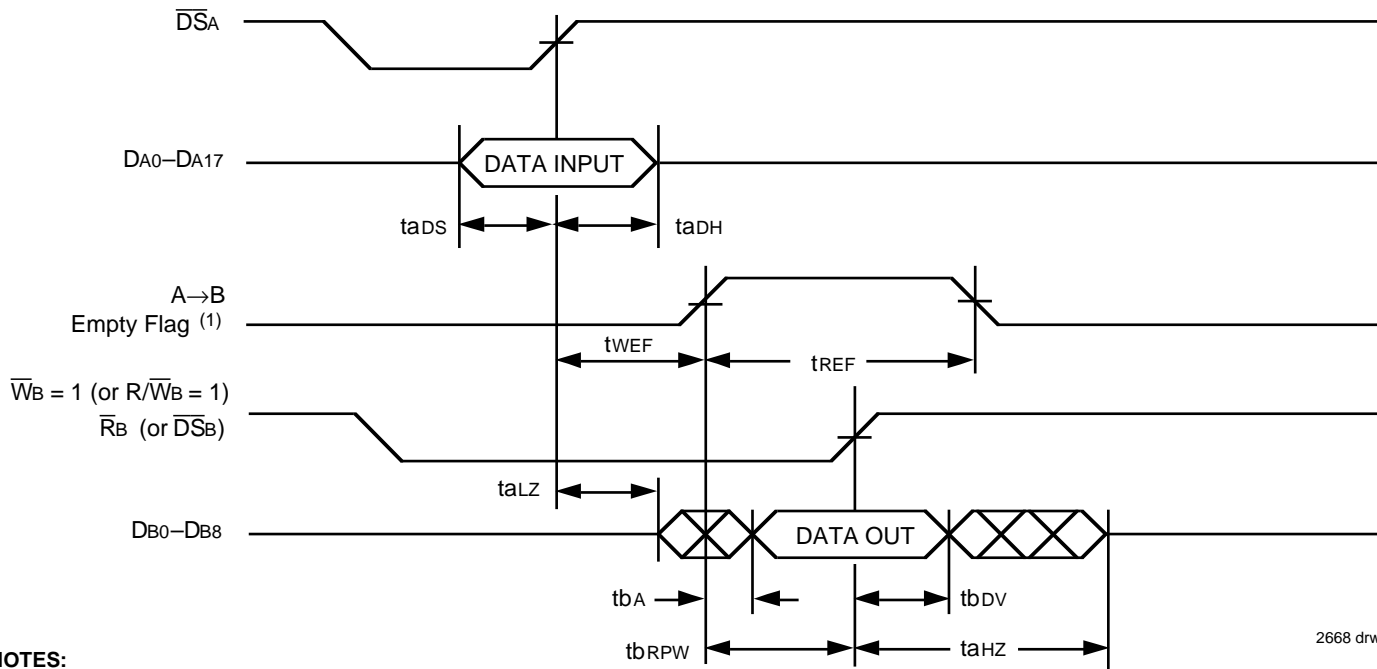 DSA
DA0–DA17
DATA INPUT
taDS
taDH
A→B
Empty Flag (1)
tWEF
tREF
WB = 1 (or R/WB = 1)
RB (or DSB)
taLZ
DB0–DB8
DATA OUT
tbA
tbDV
tbRPW
taHZ
2668 drw
NOTES: